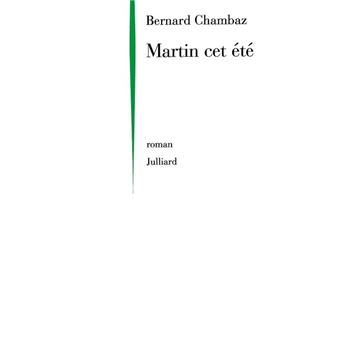 Bernard Chambaz
Martin cet été
roman
Julliard